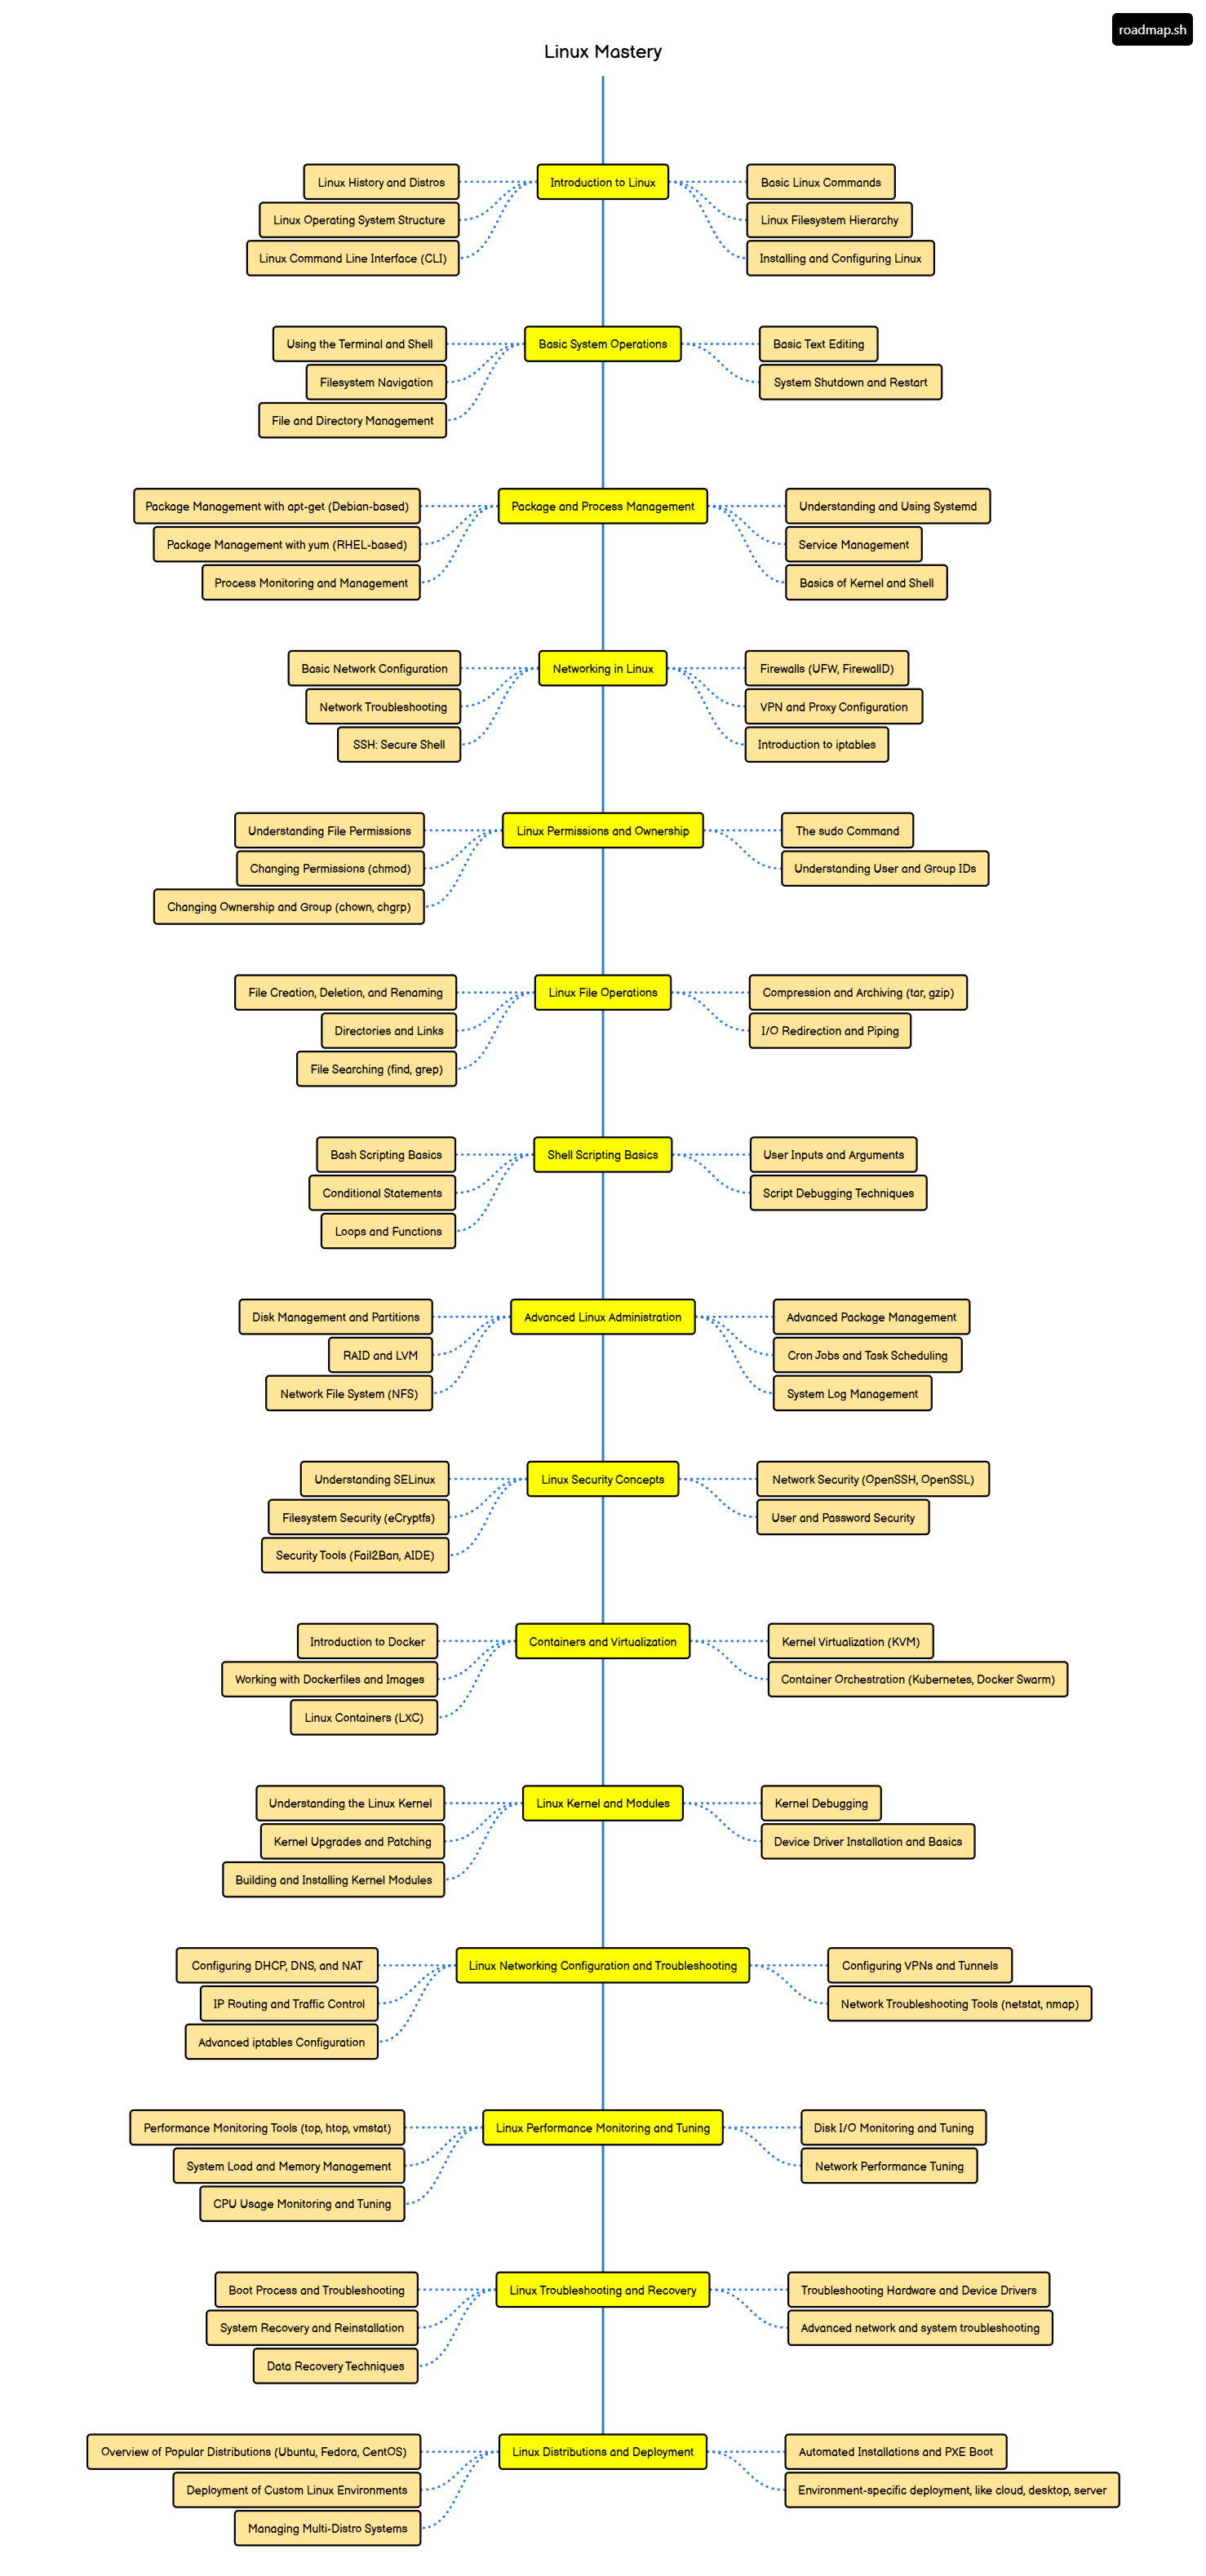 roadmap.sh
Linux Mastery
Linux History and Distros
Linux Operating System Structure
Linux Command Line Interface (CLI)
Introduction to Linux
Basic Linux Commands
Linux Filesystem Hierarchy
Installing and Configuring Linux
Using the Terminal and Shell
Filesystem Navigation
File and Directory Management
Basic System Operations
Basic Text Editing
System Shutdown and Restart
Package Management with apt-get (Debian-based)
Package Management with yum (RHEL-based)
Process Monitoring and Management
Package and Process Management
Understanding and Using Systemd
Service Management
Basics of Kernel and Shell
Basic Network Configuration
Network Troubleshooting
SSH: Secure Shell
Networking in Linux
Firewalls (UFW, FirewallD)
VPN and Proxy Configuration
Introduction to iptables
Understanding File Permissions
Changing Permissions (chmod)
Changing Ownership and Group (chown, chgrp)
Linux Permissions and Ownership
The sudo Command
Understanding User and Group IDs
File Creation, Deletion, and Renaming
Directories and Links
File Searching (find, grep)
Linux File Operations
Compression and Archiving (tar, gzip)
I/O Redirection and Piping
Bash Scripting Basics
Conditional Statements
Loops and Functions
Shell Scripting Basics
User Inputs and Arguments
Script Debugging Techniques
Disk Management and Partitions
RAID and LVM
Network File System (NFS)
Advanced Linux Administration
Advanced Package Management
Cron Jobs and Task Scheduling
System Log Management
Understanding SELinux
Filesystem Security (eCryptfs)
Security Tools (Fail2Ban, AIDE)
Linux Security Concepts
Network Security (OpenSSH, OpenSSL)
User and Password Security
Introduction to Docker
Working with Dockerfiles and Images
Linux Containers (LXC)
Containers and Virtualization
Kernel Virtualization (KVM)
Container Orchestration (Kubernetes, Docker Swarm)
Understanding the Linux Kernel
Kernel Upgrades and Patching
Building and Installing Kernel Modules
Linux Kernel and Modules
Kernel Debugging
Device Driver Installation and Basics
Configuring DHCP, DNS, and NAT
IP Routing and Traffic Control
Advanced iptables Configuration
Linux Networking Configuration and Troubleshooting
Configuring VPNs and Tunnels
Network Troubleshooting Tools (netstat, nmap)
Performance Monitoring Tools (top, htop, vmstat)
System Load and Memory Management
CPU Usage Monitoring and Tuning
Linux Performance Monitoring and Tuning
Disk I/O Monitoring and Tuning
Network Performance Tuning
Boot Process and Troubleshooting
System Recovery and Reinstallation
Data Recovery Techniques
Linux Troubleshooting and Recovery
Troubleshooting Hardware and Device Drivers
Advanced network and system troubleshooting
Overview of Popular Distributions (Ubuntu, Fedora, CentOS)
Deployment of Custom Linux Environments
Managing Multi-Distro Systems
Linux Distributions and Deployment
Automated Installations and PXE Boot
Environment-specific deployment, like cloud, desktop, server